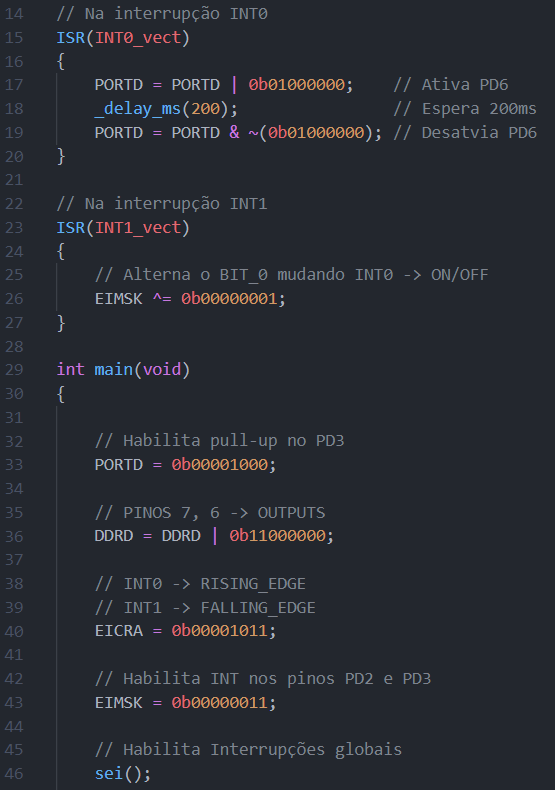 14 // Na interrupção INT0
15 ISR(INT0_vect)
16 {
17 PORTD = PORTD | 0b01000000; // Ativa PD6
18 _delay_ms(200); // Espera 200ms
19 PORTD = PORTD & ~(0b01000000); // Desatvia PD6
20 }
21
22 // Na interrupção INT1
23 ISR(INT1_vect)
24 {
25 // Alterna o BIT_0 mudando INT0 -> ON/OFF
26 EIMSK ^= 0b00000001;
27 }
28
29 int main(void)
30 {
31
32 // Habilita pull-up no PD3
33 PORTD = 0b00001000;
34
35 // PINOS 7, 6 -> OUTPUTS
36 DDRD = DDRD | 0b11000000;
37
38 // INT0 -> RISING_EDGE
39 // INT1 -> FALLING_EDGE
40 EICRA = 0b00001011;
41
42 // Habilita INT nos pinos PD2 e PD3
43 EIMSK = 0b00000011;
44
45 // Habilita Interrupções globais
46 sei();